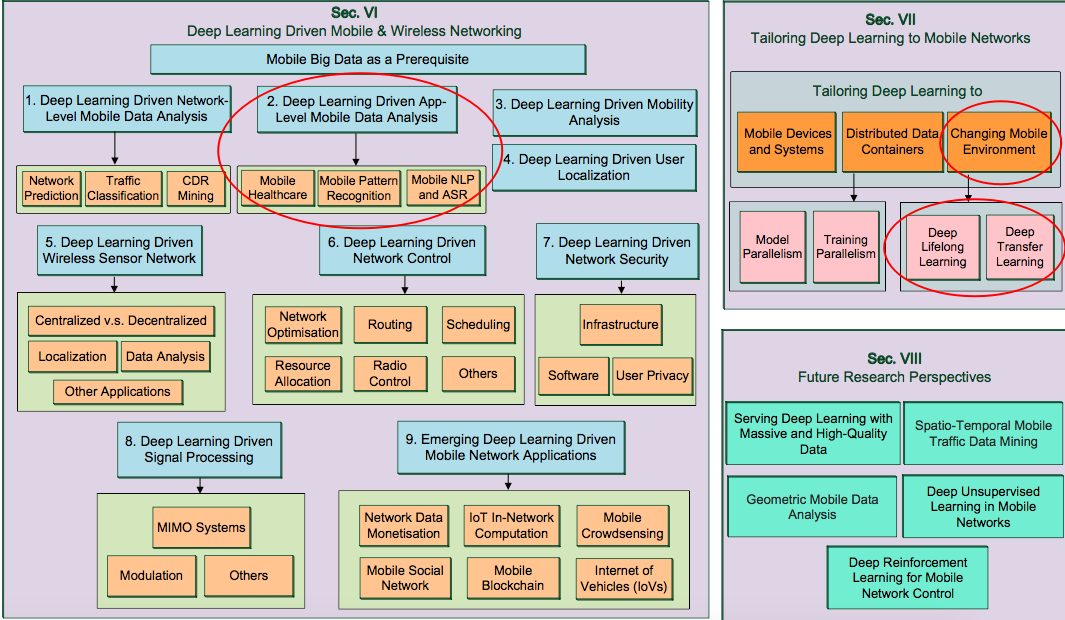 Sec. VI
Deep Learning Driven Mobile & Wireless Networking
Mobile Big Data as a Prerequisite
1. Deep Learning Driven Network-
Level Mobile Data Analysis
Network
Prediction
Traffic
Classification
CDR
Mining
2. Deep Learning Driven App-
Level Mobile Data Analysis
Mobile
Healthcare
Mobile Pattern
Recognition
Mobile NLP
and ASR
3. Deep Learning Driven Mobility
Analysis
4. Deep Learning Driven User
Localization
5. Deep Learning Driven
Wireless Sensor Network
Centralized v.s. Decentralized
Localization
Data Analysis
Other Applications
6. Deep Learning Driven
Network Control
Network
Optimisation
Routing
Scheduling
Resource
Allocation
Radio
Control
Others
7. Deep Learning Driven
Network Security
Infrastructure
Software
User Privacy
8. Deep Learning Driven
Signal Processing
MIMO Systems
Modulation
Others
9. Emerging Deep Learning Driven
Mobile Network Applications
Network Data
Monetisation
IoT In-Network
Computation
Mobile
Crowdsensing
Mobile Social
Network
Mobile
Blockchain
Internet of
Vehicles (IoVs)
Sec. VII
Tailoring Deep Learning to Mobile Networks
Tailoring Deep Learning to
Mobile Devices
and Systems
Distributed Data
Containers
Changing Mobile
Environment
Model
Parallelism
Training
Parallelism
Deep
Lifelong
Learning
Deep
Transfer
Learning
Sec. VIII
Future Research Perspectives
Serving Deep Learning with
Massive and High-Quality
Data
Spatio-Temporal Mobile
Traffic Data Mining
Geometric Mobile Data
Analysis
Deep Unsupervised
Learning in Mobile
Networks
Deep Reinforcement
Learning for Mobile
Network Control